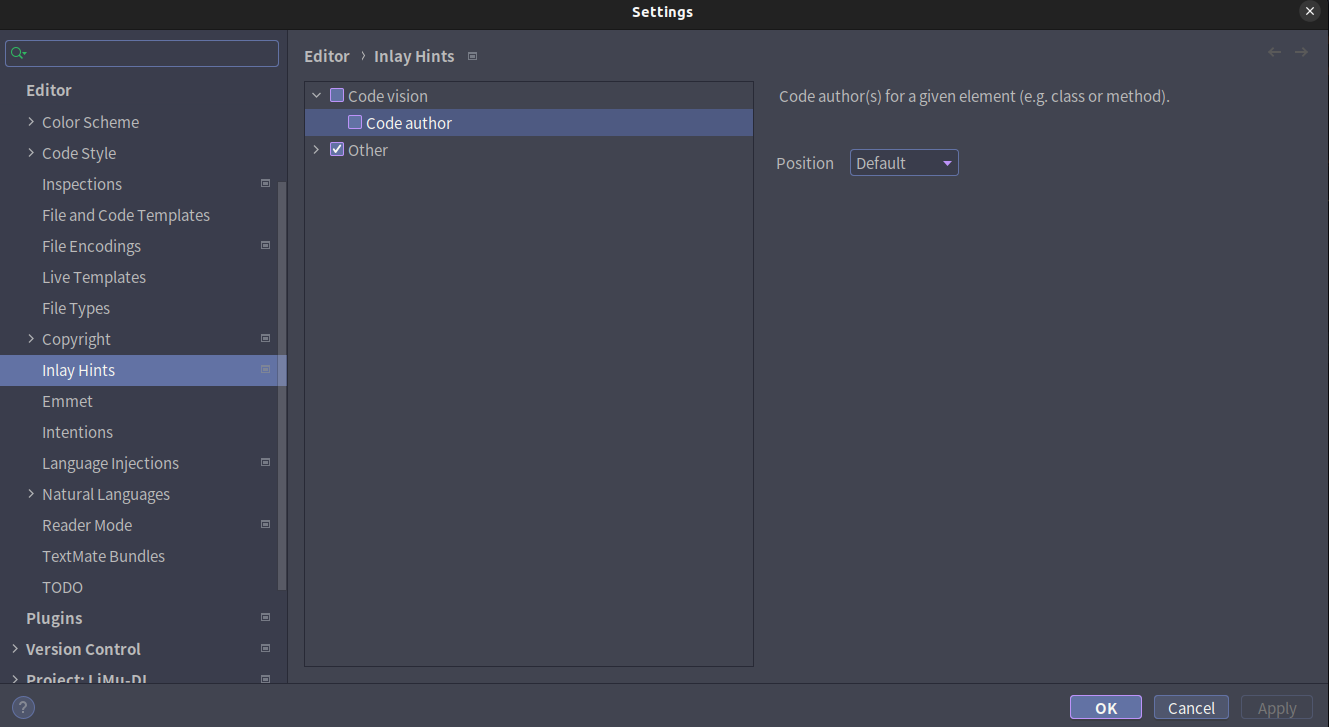 Settings
Editor
Color Scheme
Code Style
Inspections
File and Code Templates
File Encodings
Live Templates
File Types
Copyright
Inlay Hints
Emmet
Intentions
Language Injections
Natural Languages
Reader Mode
TextMate Bundles
TODO
Plugins
Version Control
Project: LiMu-DL
Editor › Inlay Hints
Code vision
Code author
Other
Code author(s) for a given element (e.g. class or method).
Position Default
?
OK Cancel Apply